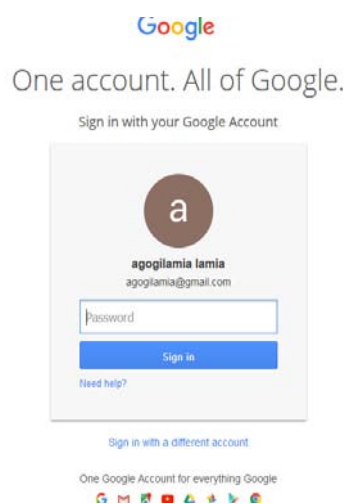 Google
One account. All of Google.
Sign in with your Google Account
a
agogilamia lamia
agogilamia@gmail.com
Password
Sign in
Need help?
Sign in with a different account
One Google Account for everything Google